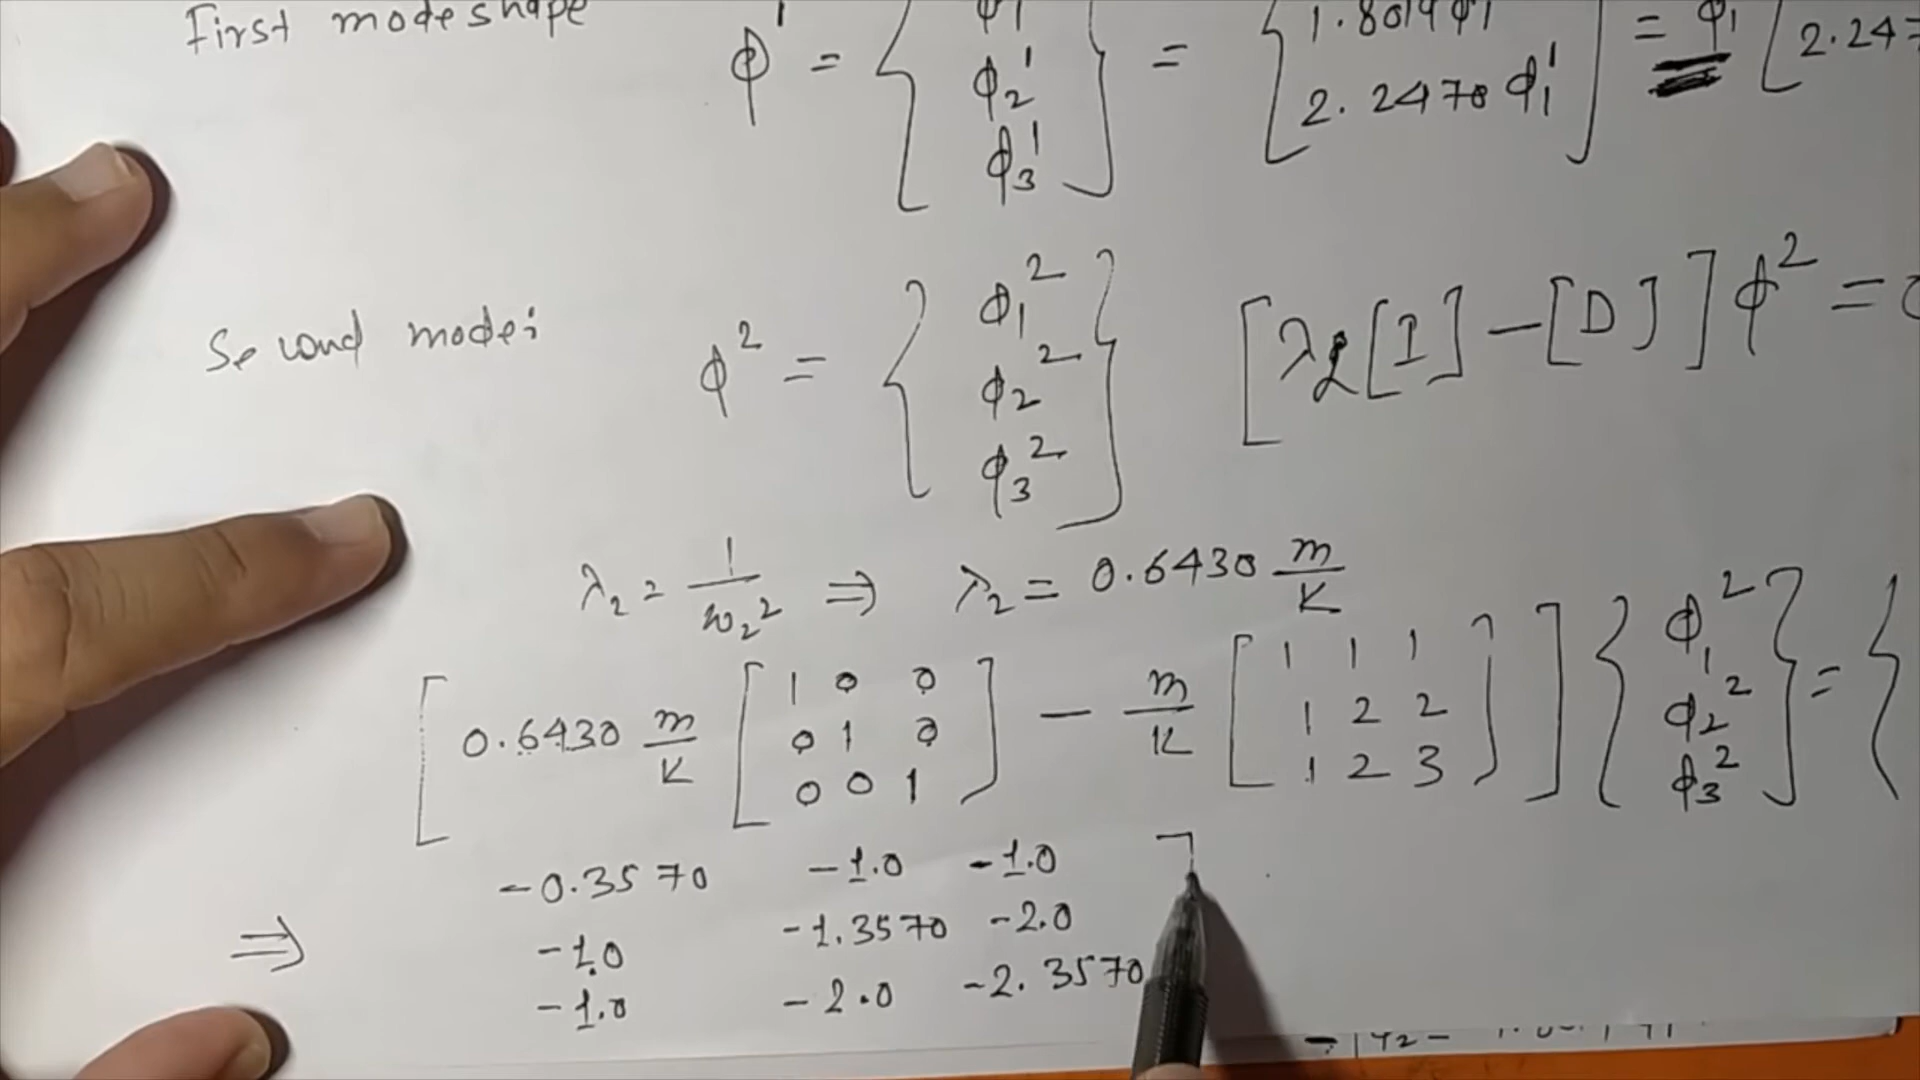 First modeshape
ϕ¹ = { ϕ₁¹ ϕ₂¹ ϕ₃¹ } = { 1.8019 ϕ₁¹ 2.2470 ϕ₁¹ } = ϕ₁ [ 2.247
Second mode:
ϕ² = { ϕ₁² ϕ₂² ϕ₃² } [λ₂[I] – [D]] ϕ² = 0
λ₂ = 1/ω₂² ⇒ λ₂ = 0.6430 m/K
[ 0.6430 m/K [ 1 0 0
0 1 0
0 0 1 ] – m/K [ 1 1 1
1 2 2
1 2 3 ] ] { ϕ₁² ϕ₂² ϕ₃² } = {
-0.3570 -1.0 -1.0 ]
⇒ -1.0 -1.3570 -2.0
-1.0 -2.0 -2.3570